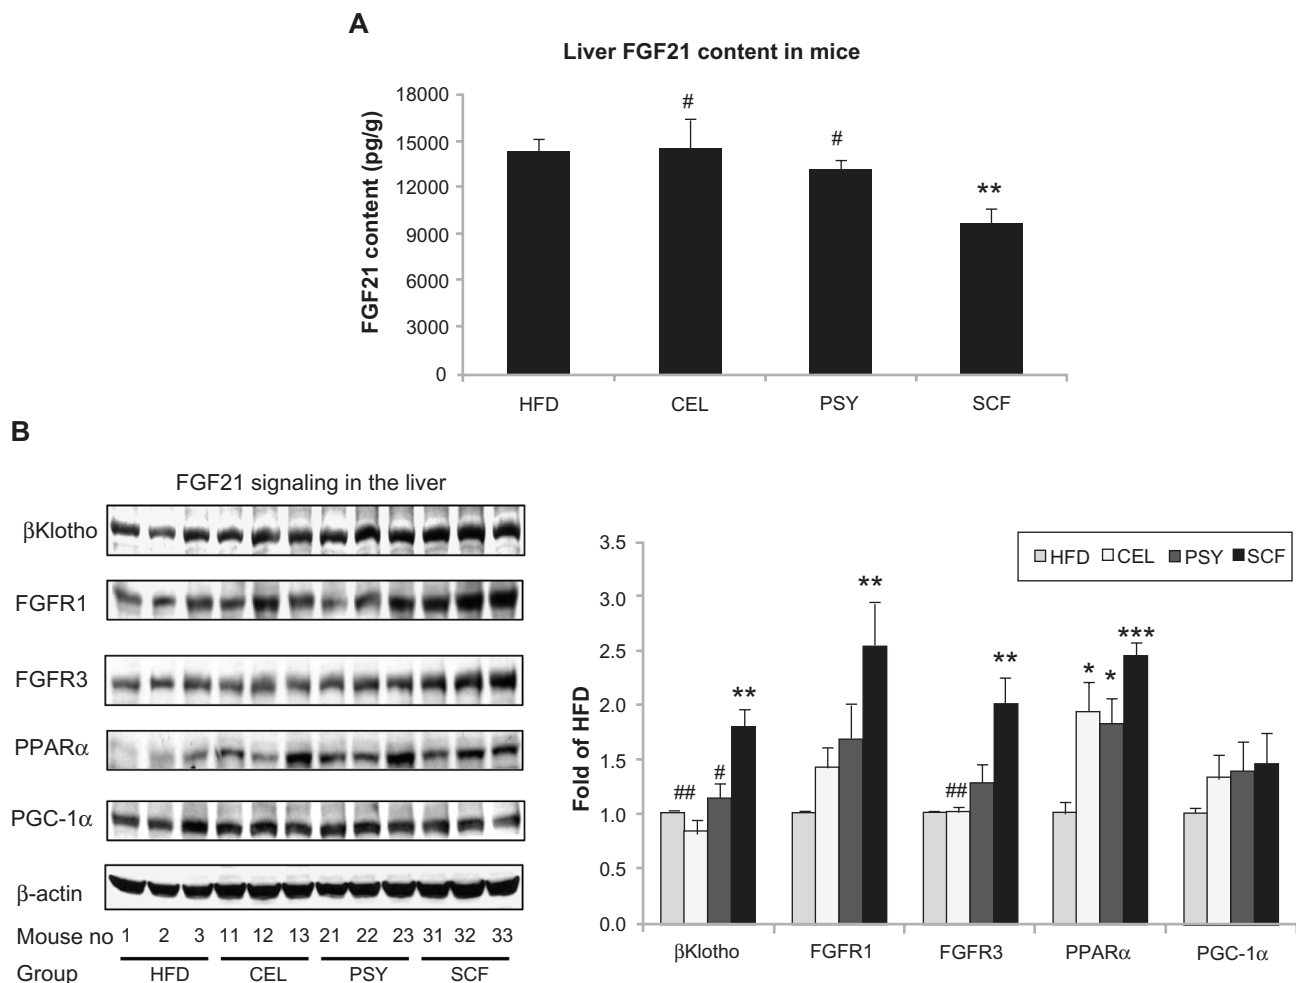 A
Liver FGF21 content in mice
FGF21 content (pg/g)
18000
15000
12000
9000
6000
3000
0
#
#
**
HFD CEL PSY SCF
B
FGF21 signaling in the liver
βKlotho
FGFR1
FGFR3
PPARα
PGC-1α
β-actin
Mouse no 1 2 3 11 12 13 21 22 23 31 32 33
Group HFD CEL PSY SCF
Fold of HFD
3.5
3.0
2.5
2.0
1.5
1.0
0.5
0.0
HFD CEL PSY SCF
## # **
**
## **
* * ***
βKlotho FGFR1 FGFR3 PPARα PGC-1α